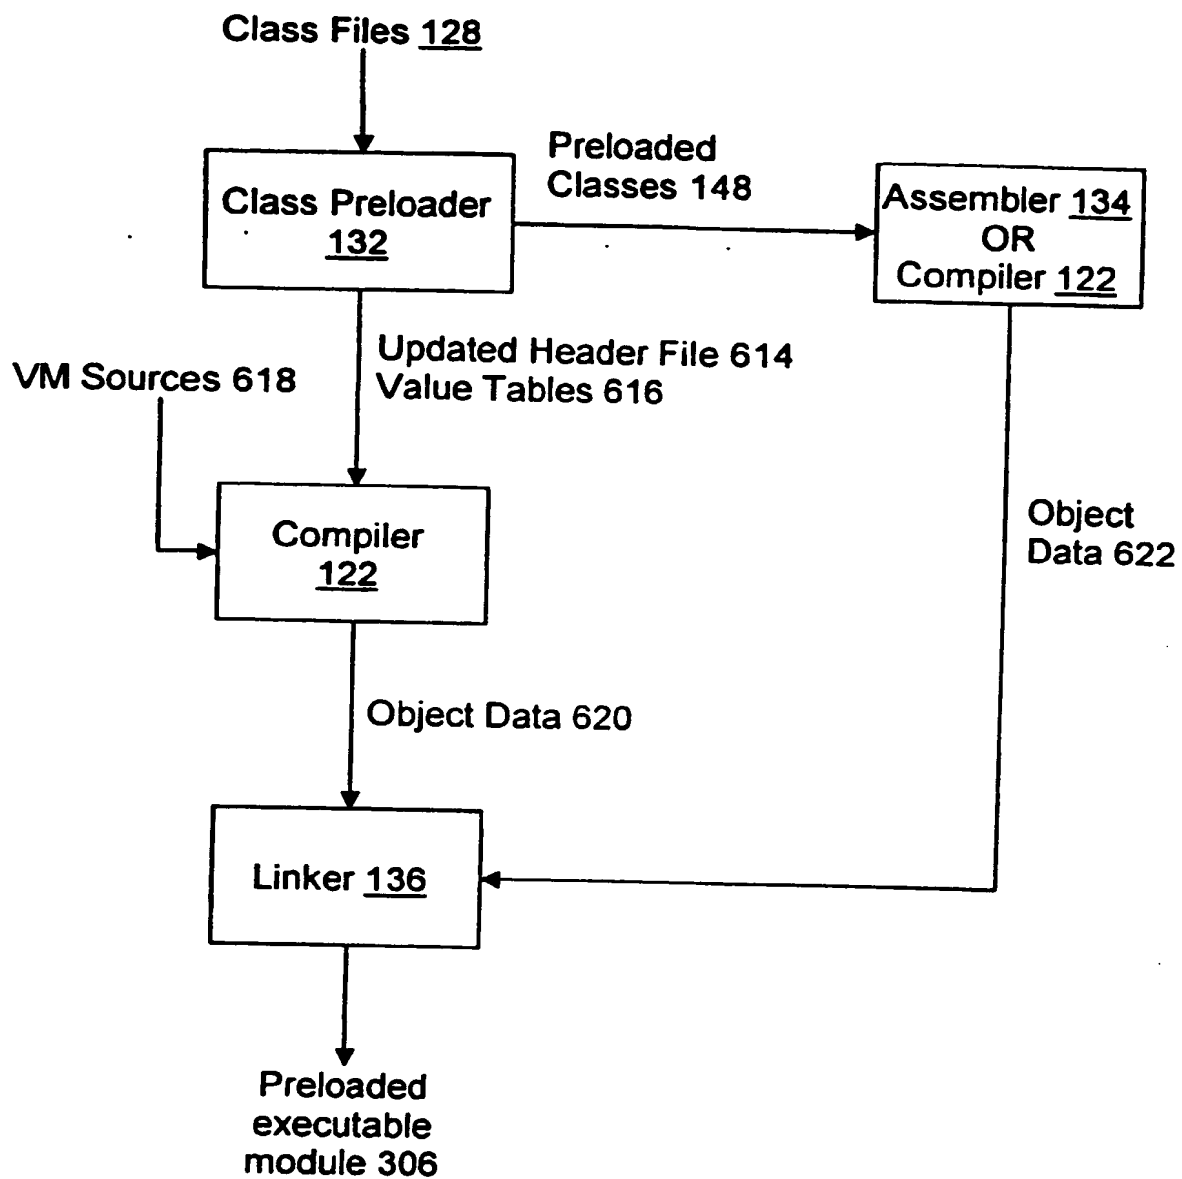 Class Files 128
Preloaded
Classes 148
Class Preloader
132
Assembler 134
OR
Compiler 122
Updated Header File 614
Value Tables 616
VM Sources 618
Compiler
122
Object
Data 622
Object Data 620
Linker 136
Preloaded
executable
module 306